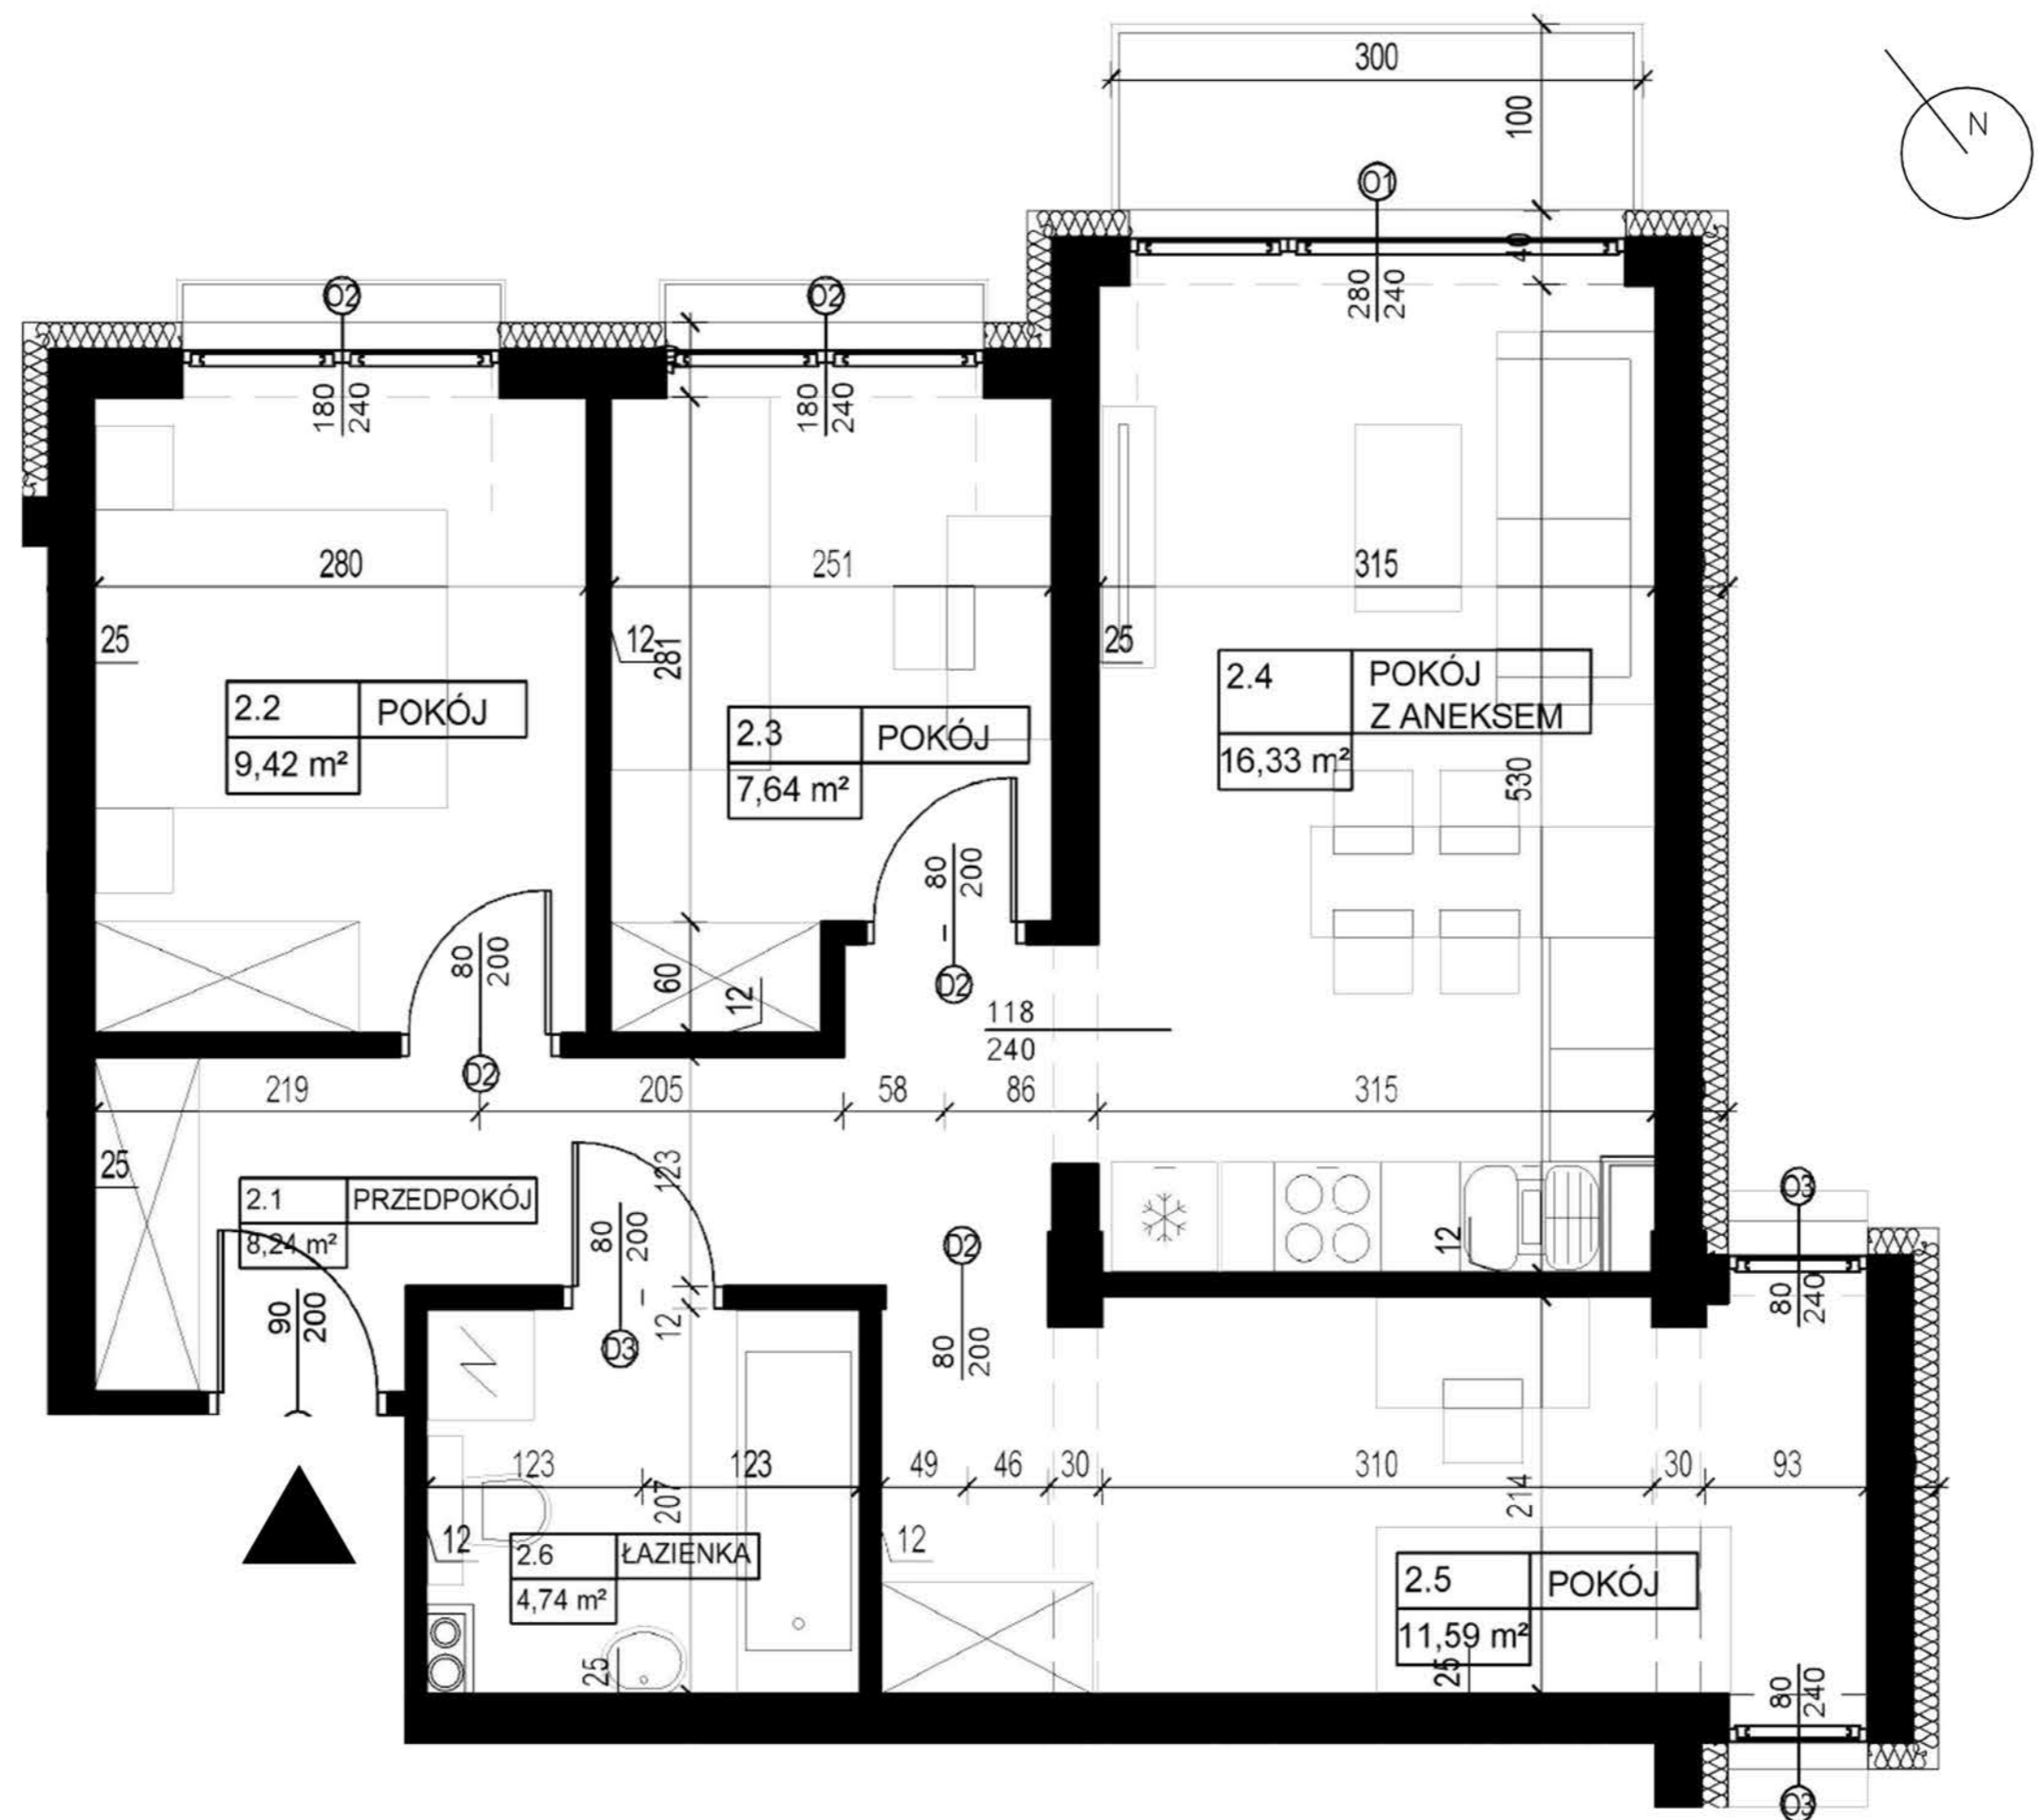 300
100
N
O1
40
280
240
O2
O2
180
240
180
240
280
251
315
25
12
281
25
2.2 POKÓJ
9,42 m²
2.3 POKÓJ
7,64 m²
2.4 POKÓJ
Z ANEKSEM
16,33 m²
530
80
200
D2
80
200
D2
60
12
118
240
219
205
58
86
315
25
123
2.1 PRZEDPOKÓJ
8,24 m²
90
200
80
200
D3
12
D2
80
200
12
O3
80
240
123
123
207
49
46
30
310
214
30
93
12
12
2.6 ŁAZIENKA
4,74 m²
25
2.5 POKÓJ
11,59 m²
25
80
240
O3